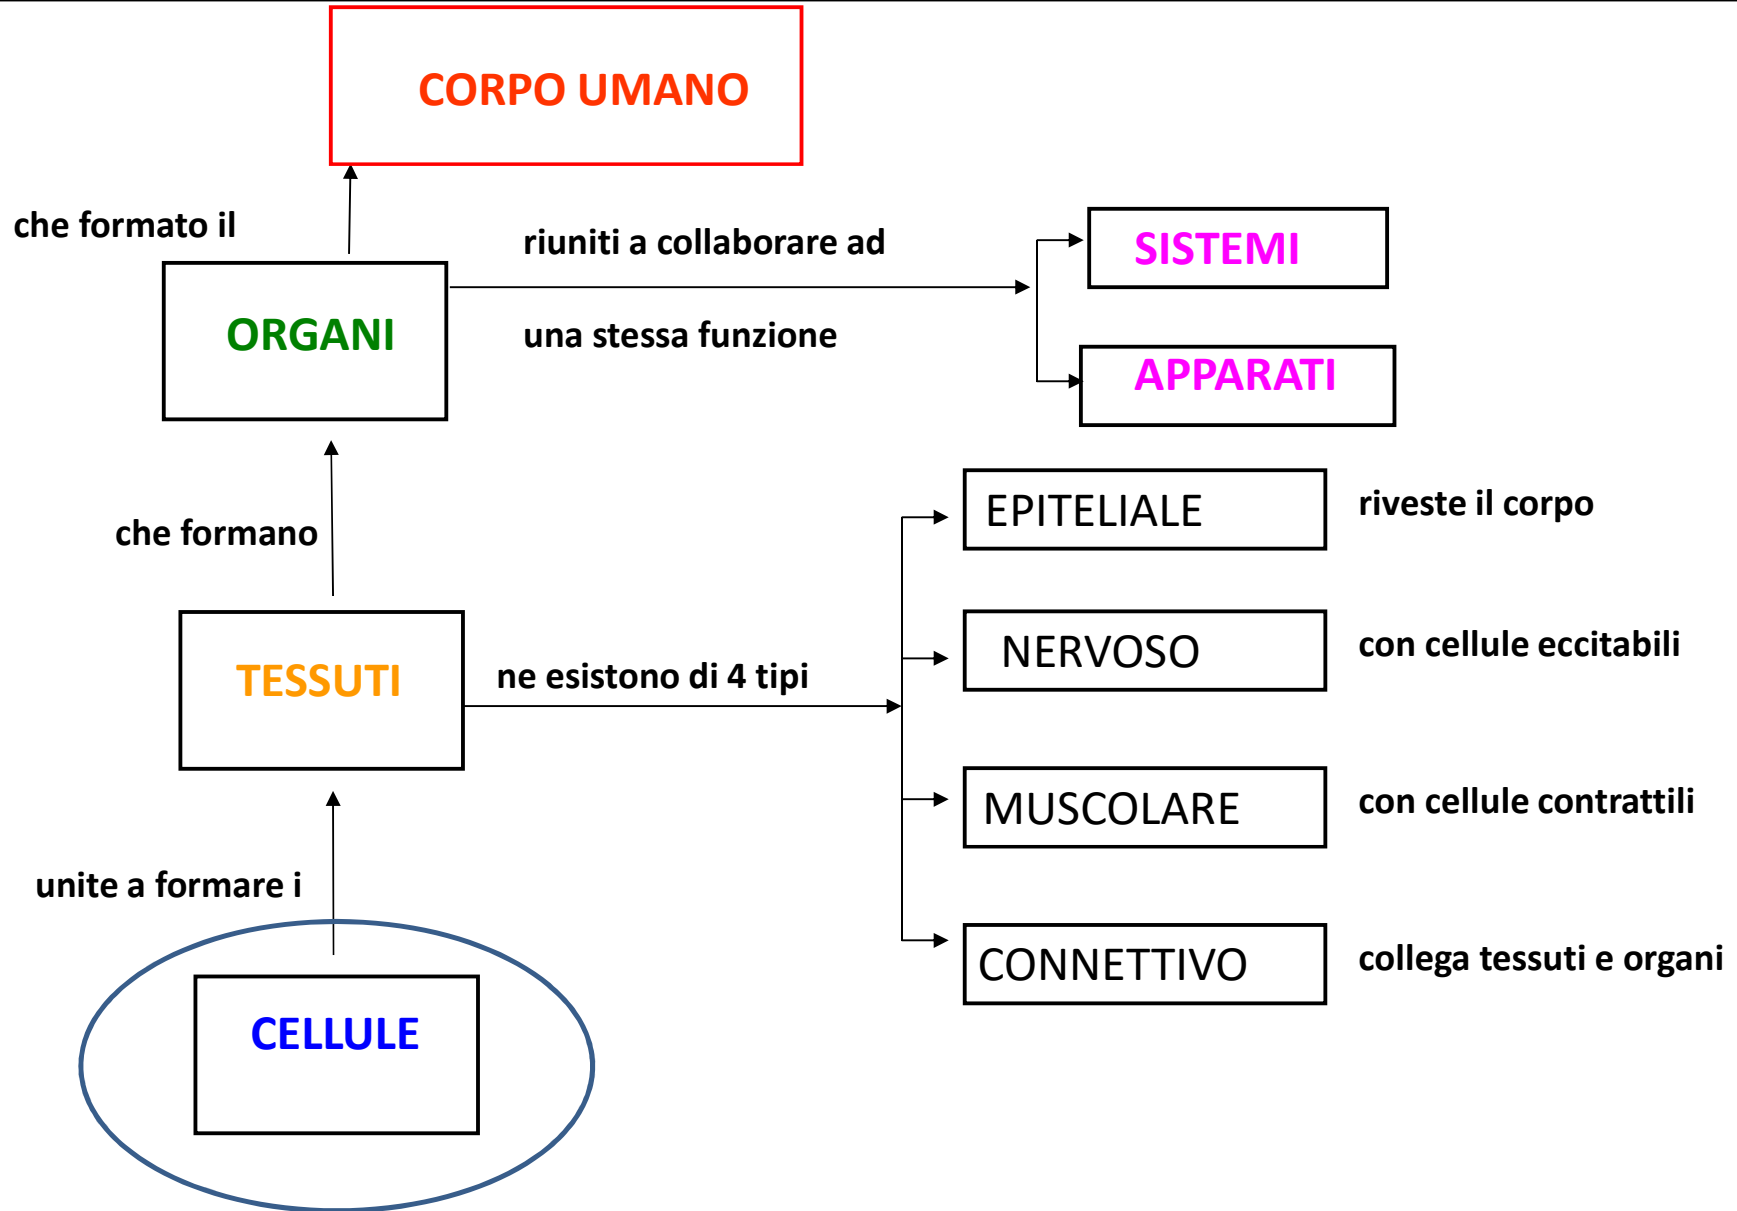 CORPO UMANO
che formato il
riuniti a collaborare ad
SISTEMI
ORGANI
una stessa funzione
APPARATI
EPITELIALE
riveste il corpo
che formano
NERVOSO
con cellule eccitabili
TESSUTI
ne esistono di 4 tipi
MUSCOLARE
con cellule contrattili
unite a formare i
CONNETTIVO
collega tessuti e organi
CELLULE